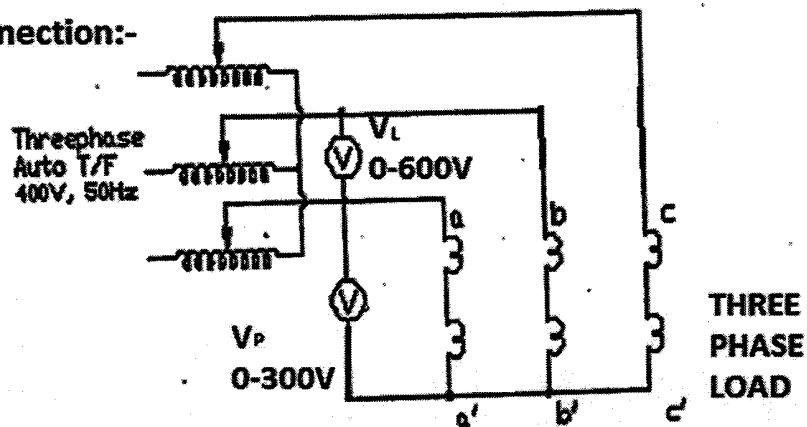 nection:-
Threephase
Auto T/F
400V, 50Hz
VL
V
0-600V
a
b
c
V
VP
0-300V
THREE
PHASE
LOAD
a'
b'
c'